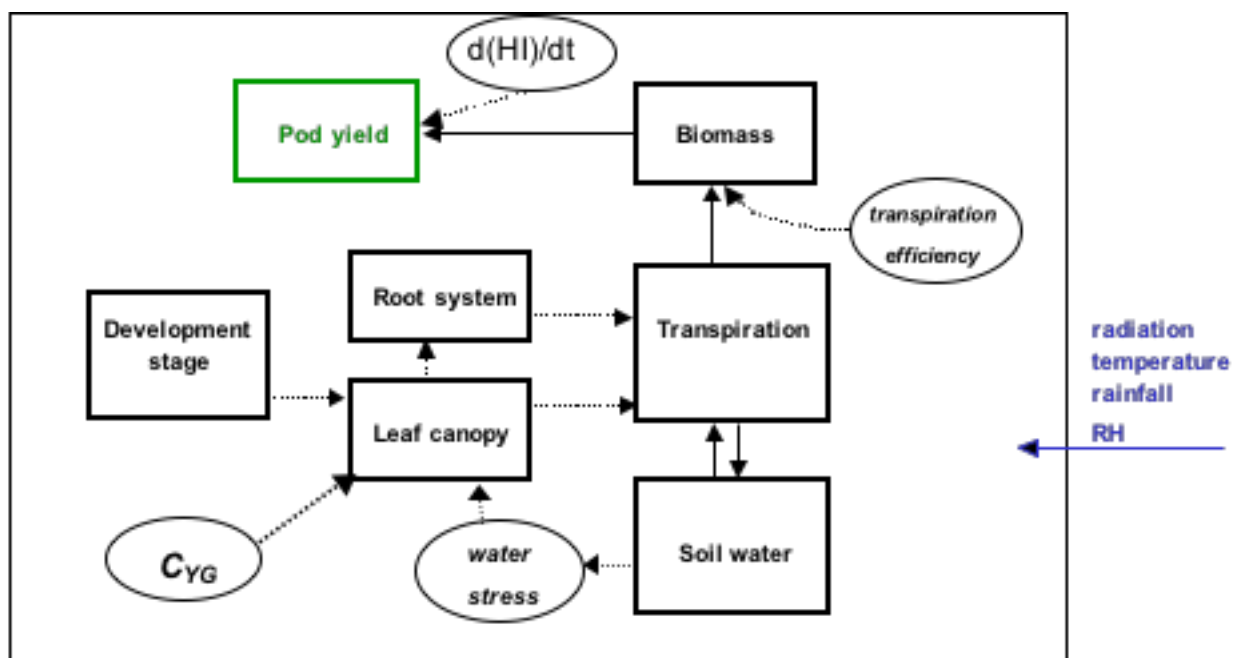 d(HI)/dt
Pod yield
Biomass
transpiration
efficiency
Root system
Development
stage
Transpiration
radiation
temperature
rainfall
RH
Leaf canopy
CYG
water
stress
Soil water